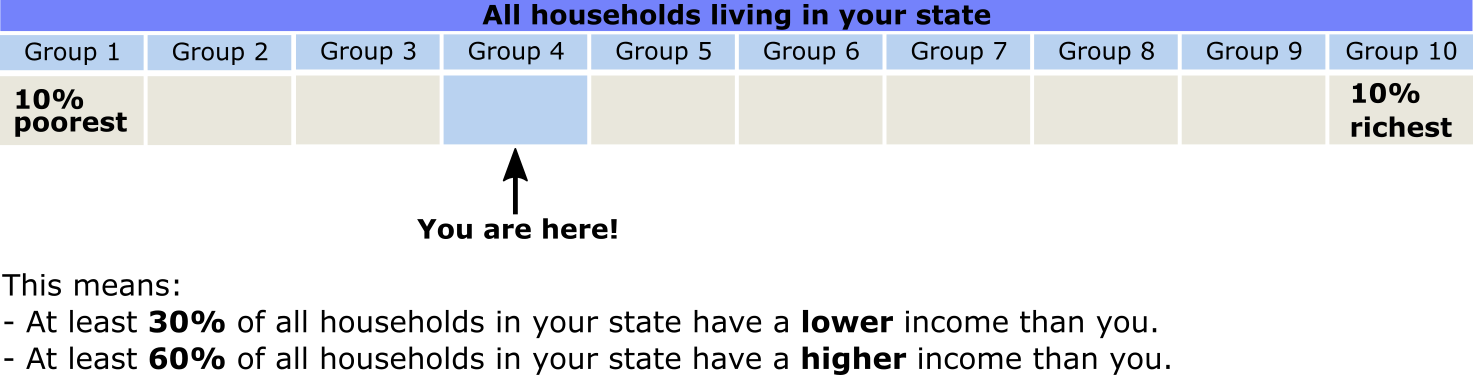 All households living in your state
Group 1 Group 2 Group 3 Group 4 Group 5 Group 6 Group 7 Group 8 Group 9 Group 10
10%
poorest
10%
richest
You are here!
This means:
- At least 30% of all households in your state have a lower income than you.
- At least 60% of all households in your state have a higher income than you.